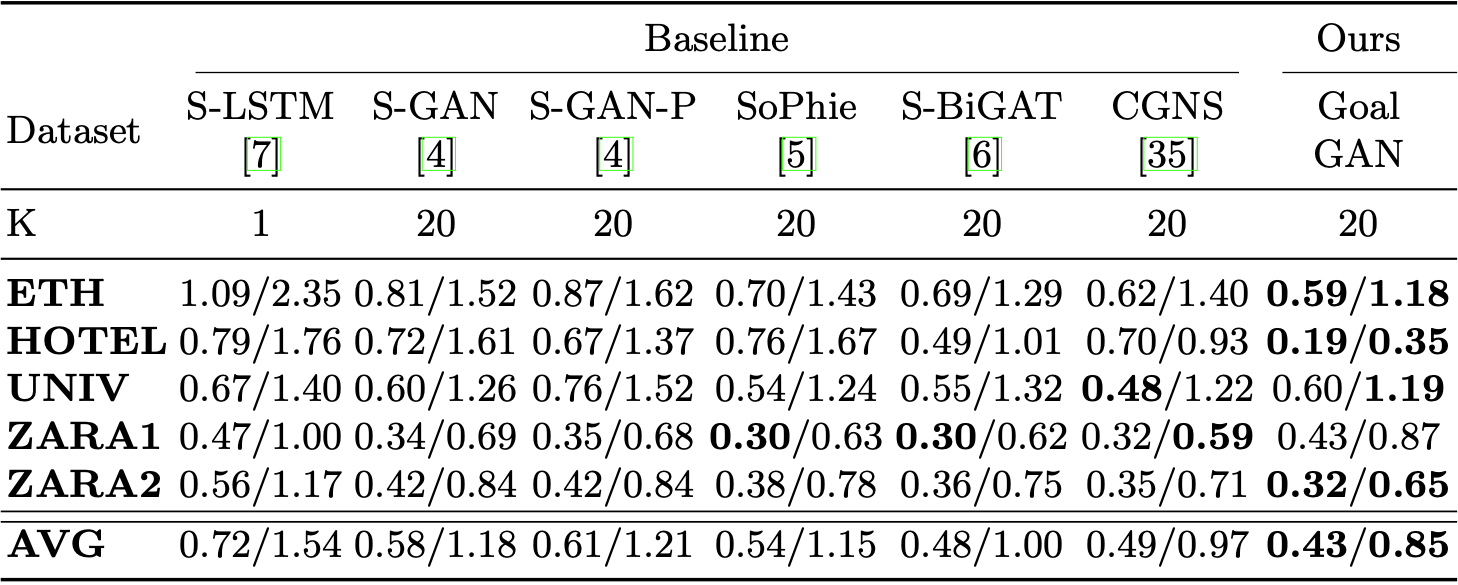 Baseline Ours
Dataset S-LSTM S-GAN S-GAN-P SoPhie S-BiGAT CGNS Goal
[7] [4] [4] [5] [6] [35] GAN
K 1 20 20 20 20 20 20
ETH 1.09/2.35 0.81/1.52 0.87/1.62 0.70/1.43 0.69/1.29 0.62/1.40 0.59/1.18
HOTEL 0.79/1.76 0.72/1.61 0.67/1.37 0.76/1.67 0.49/1.01 0.70/0.93 0.19/0.35
UNIV 0.67/1.40 0.60/1.26 0.76/1.52 0.54/1.24 0.55/1.32 0.48/1.22 0.60/1.19
ZARA1 0.47/1.00 0.34/0.69 0.35/0.68 0.30/0.63 0.30/0.62 0.32/0.59 0.43/0.87
ZARA2 0.56/1.17 0.42/0.84 0.42/0.84 0.38/0.78 0.36/0.75 0.35/0.71 0.32/0.65
AVG 0.72/1.54 0.58/1.18 0.61/1.21 0.54/1.15 0.48/1.00 0.49/0.97 0.43/0.85